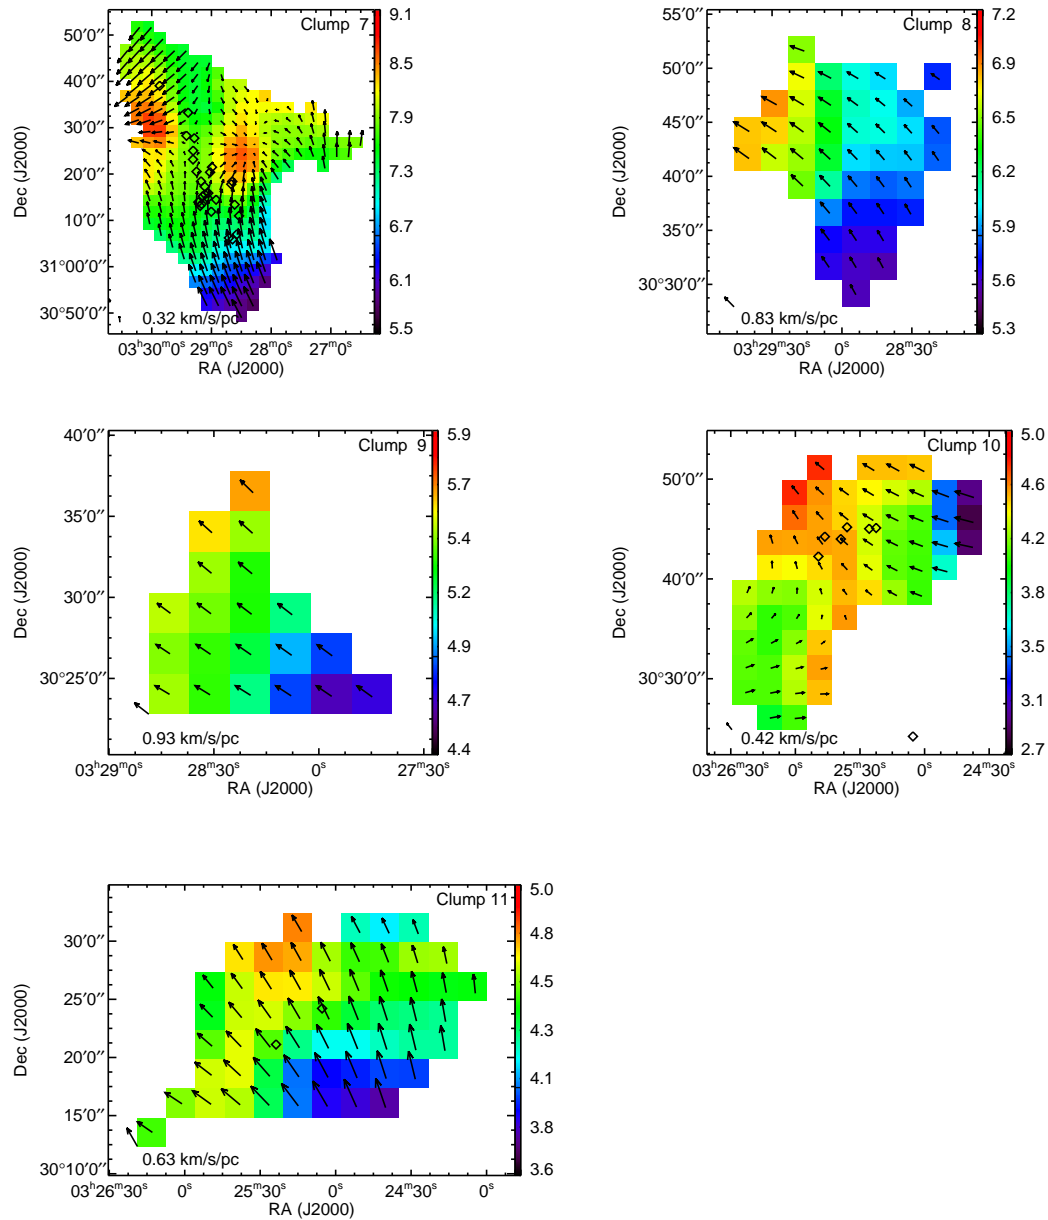 Clump 7
50′0″
40′0″
30′0″
20′0″
10′0″
31°00′0″
30°50′0″
Dec (J2000)
0.32 km/s/pc
03ʰ30ᵐ0ˢ 29ᵐ0ˢ 28ᵐ0ˢ 27ᵐ0ˢ
RA (J2000)
9.1
8.5
7.9
7.3
6.7
6.1
5.5
Clump 8
55′0″
50′0″
45′0″
40′0″
35′0″
30°30′0″
Dec (J2000)
0.83 km/s/pc
03ʰ29ᵐ30ˢ 0ˢ 28ᵐ30ˢ
RA (J2000)
7.2
6.9
6.5
6.2
5.9
5.6
5.3
Clump 9
40′0″
35′0″
30′0″
30°25′0″
Dec (J2000)
0.93 km/s/pc
03ʰ29ᵐ0ˢ 28ᵐ30ˢ 0ˢ 27ᵐ30ˢ
RA (J2000)
5.9
5.7
5.4
5.2
4.9
4.7
4.4
Clump 10
50′0″
40′0″
30°30′0″
Dec (J2000)
0.42 km/s/pc
03ʰ26ᵐ30ˢ 0ˢ 25ᵐ30ˢ 0ˢ 24ᵐ30ˢ
RA (J2000)
5.0
4.6
4.2
3.8
3.5
3.1
2.7
Clump 11
30′0″
25′0″
20′0″
15′0″
30°10′0″
Dec (J2000)
0.63 km/s/pc
03ʰ26ᵐ30ˢ 0ˢ 25ᵐ30ˢ 0ˢ 24ᵐ30ˢ 0ˢ
RA (J2000)
5.0
4.8
4.5
4.3
4.1
3.8
3.6